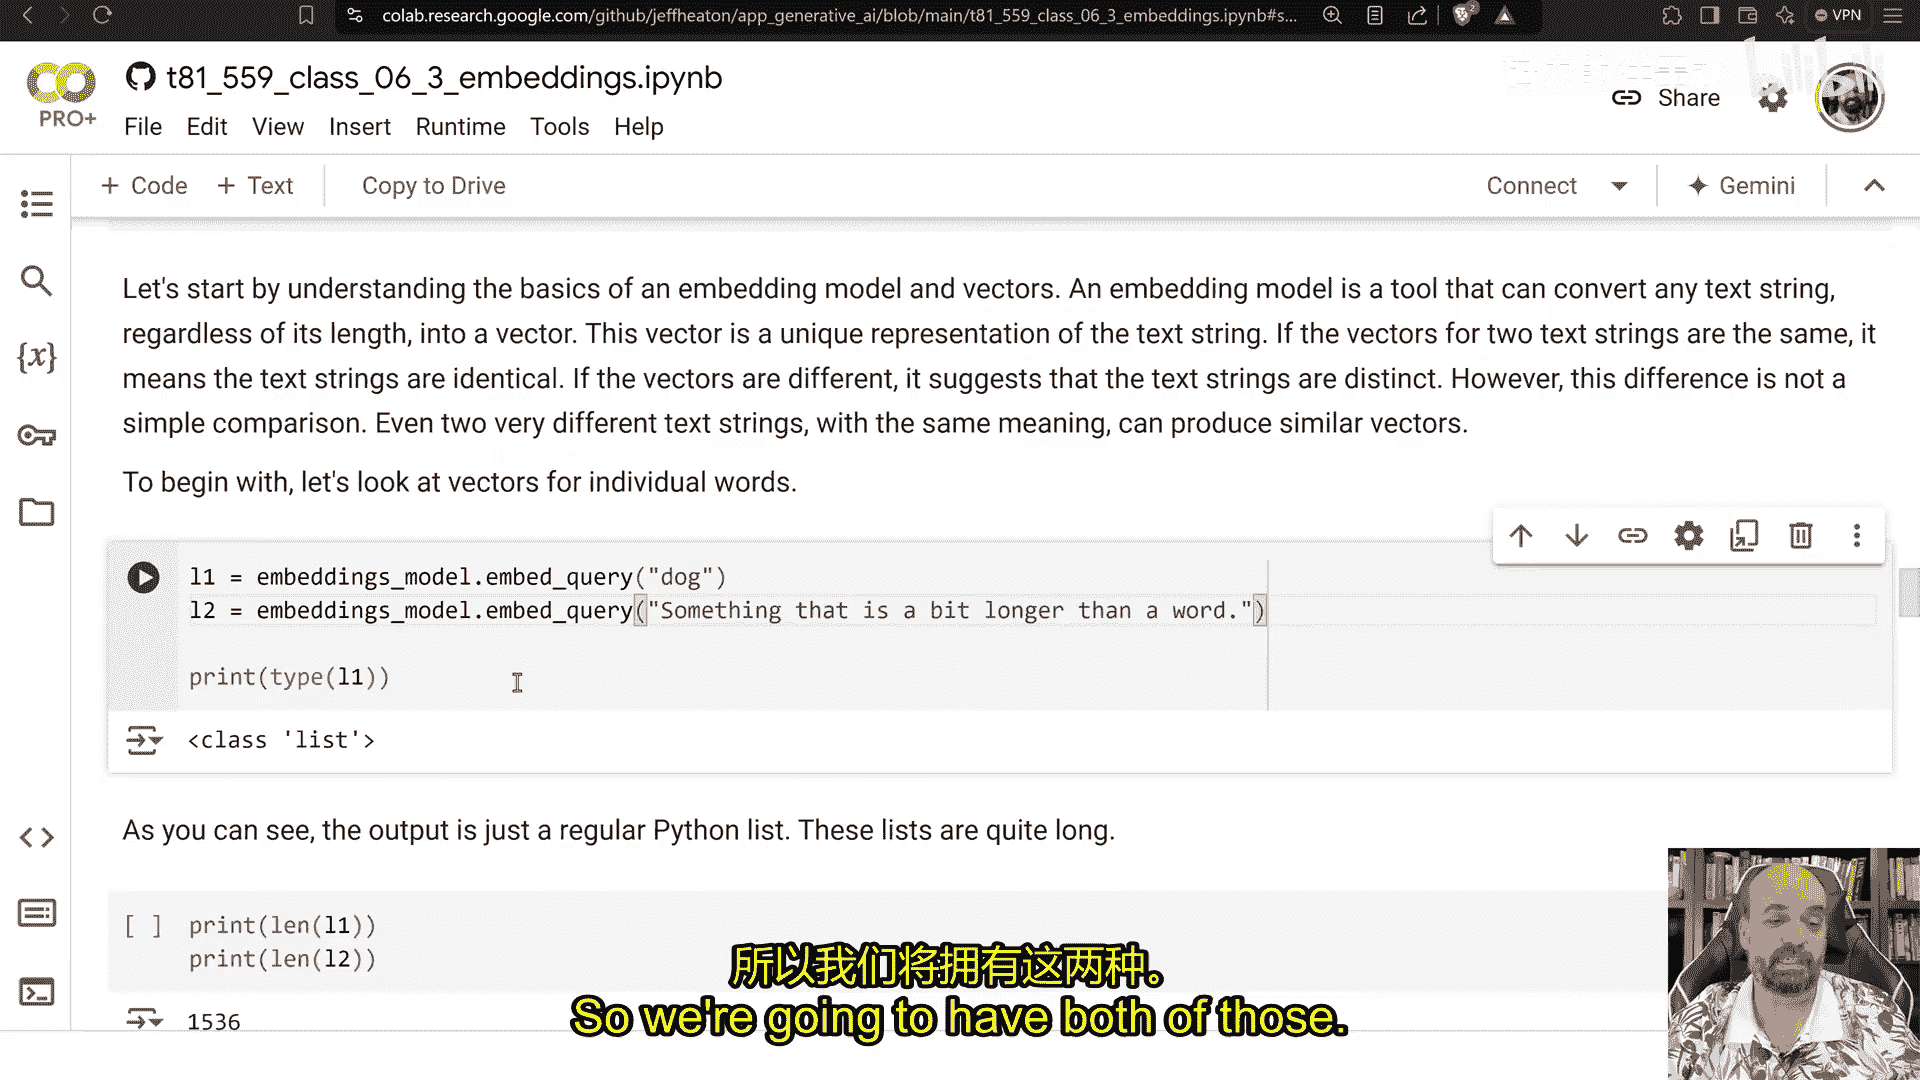 colab.research.google.com/github/jeffheaton/app_generative_ai/blob/main/t81_559_class_06_3_embeddings.ipynb#s...
2
VPN
PRO+
t81_559_class_06_3_embeddings.ipynb
File Edit View Insert Runtime Tools Help
bilibili
Share
+ Code + Text Copy to Drive
Connect Gemini
Let's start by understanding the basics of an embedding model and vectors. An embedding model is a tool that can convert any text string,
regardless of its length, into a vector. This vector is a unique representation of the text string. If the vectors for two text strings are the same, it
means the text strings are identical. If the vectors are different, it suggests that the text strings are distinct. However, this difference is not a
simple comparison. Even two very different text strings, with the same meaning, can produce similar vectors.
To begin with, let's look at vectors for individual words.
{x}
l1 = embeddings_model.embed_query("dog")
l2 = embeddings_model.embed_query("Something that is a bit longer than a word.")
print(type(l1))
<class 'list'>
As you can see, the output is just a regular Python list. These lists are quite long.
[ ] print(len(l1))
print(len(l2))
1536
所以我们将拥有这两种。
So we're going to have both of those.